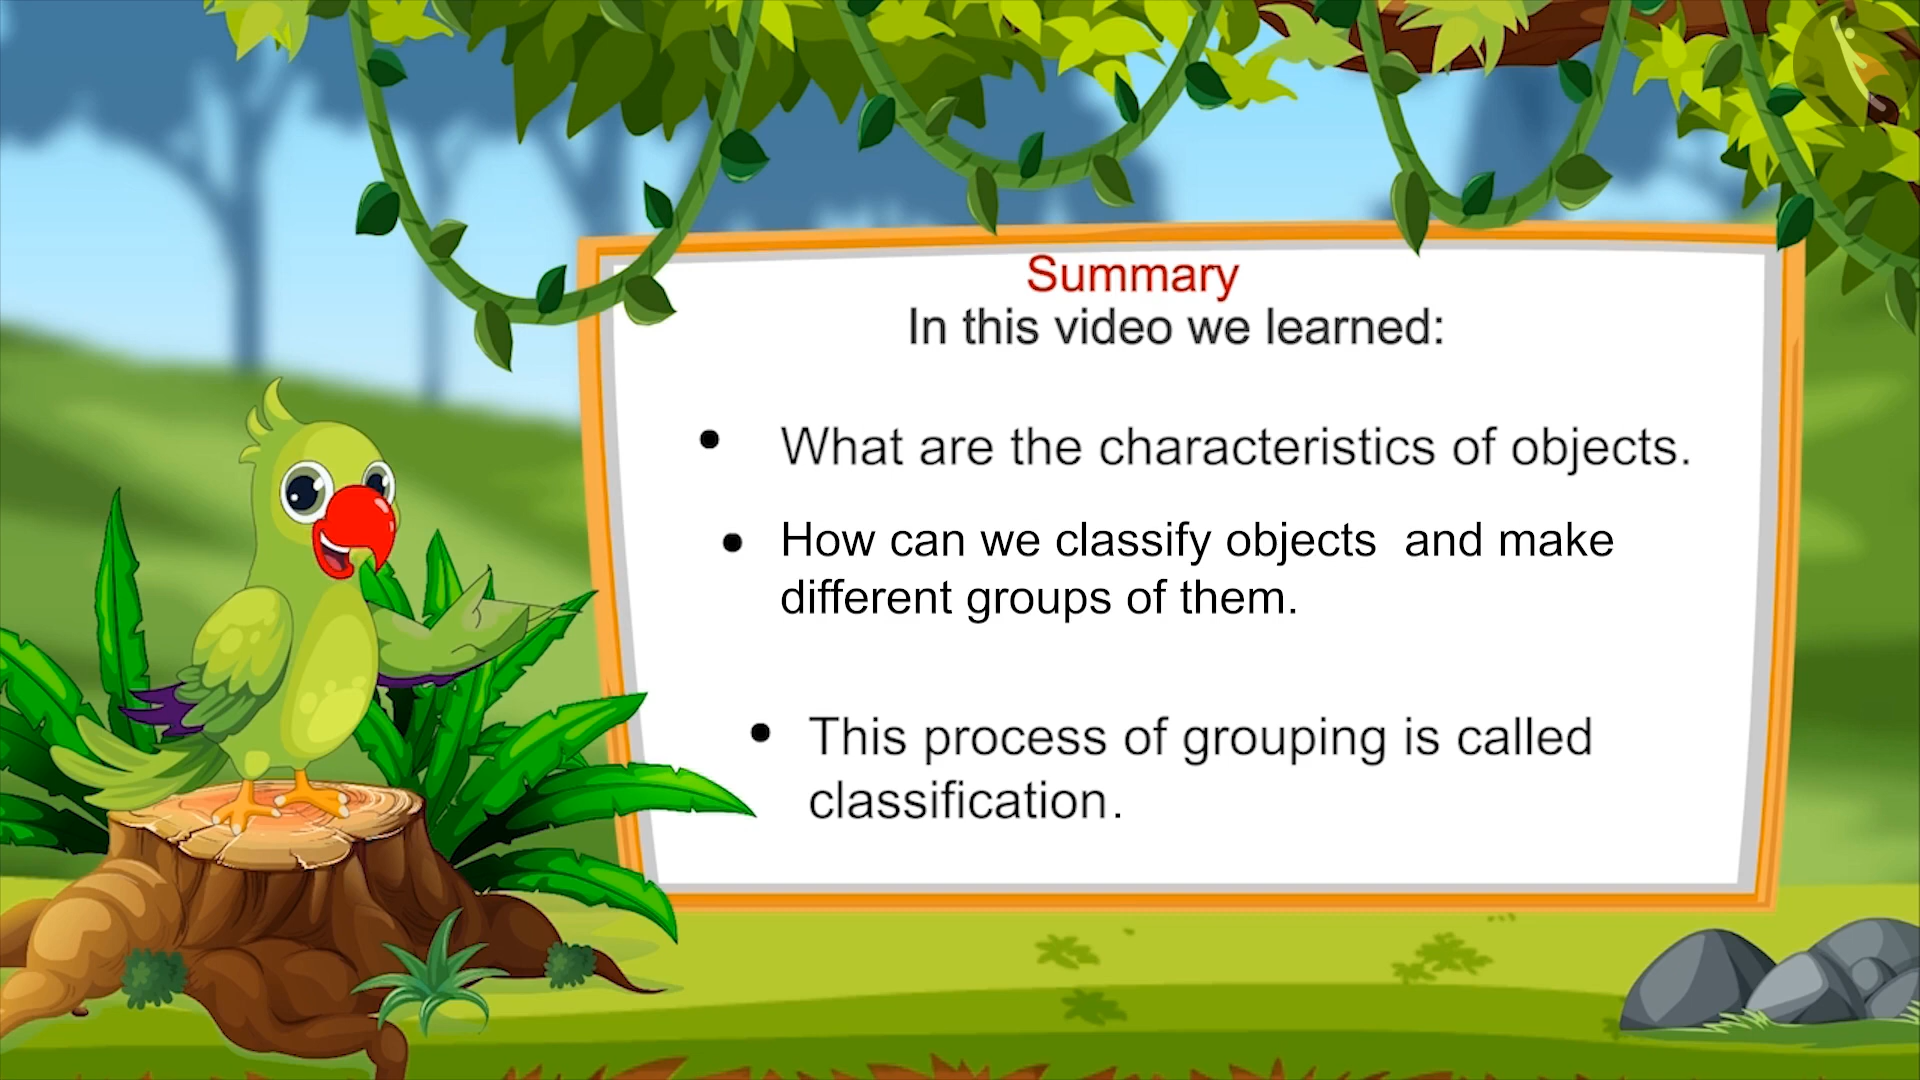 Summary
In this video we learned:
• What are the characteristics of objects.
• How can we classify objects  and make
different groups of them.
• This process of grouping is called
classification.